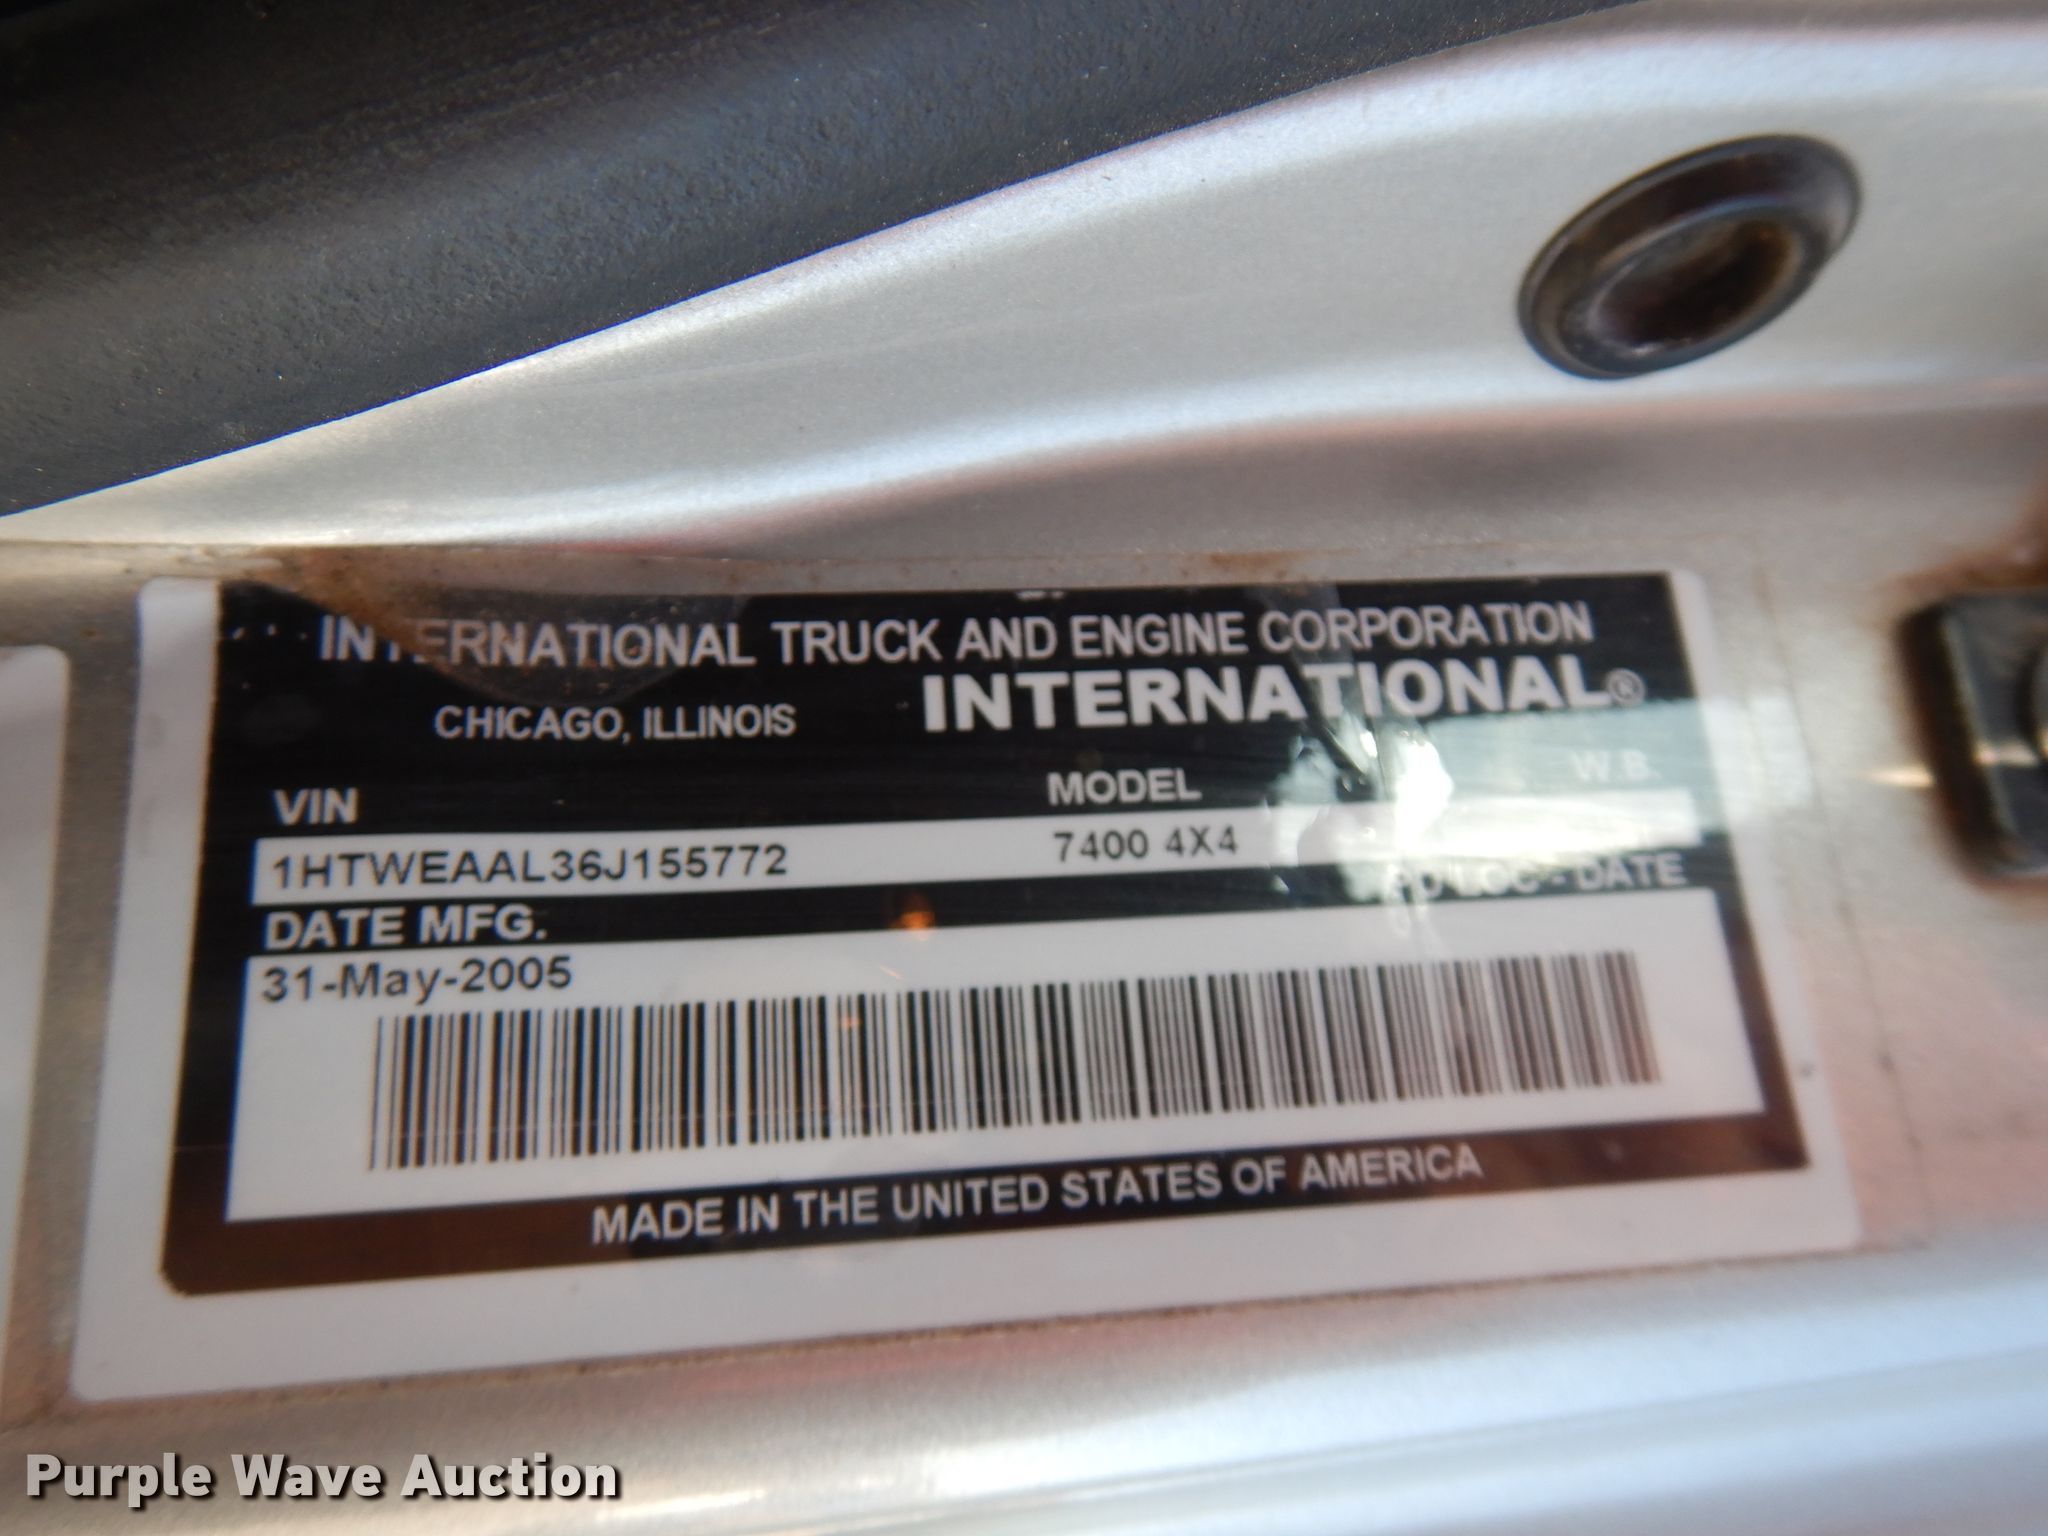 INTERNATIONAL TRUCK AND ENGINE CORPORATION
CHICAGO, ILLINOIS INTERNATIONAL®
VIN MODEL W.B.
1HTWEAAL36J155772 7400 4X4
DATE MFG. - DATE
31-May-2005
MADE IN THE UNITED STATES OF AMERICA
Purple Wave Auction